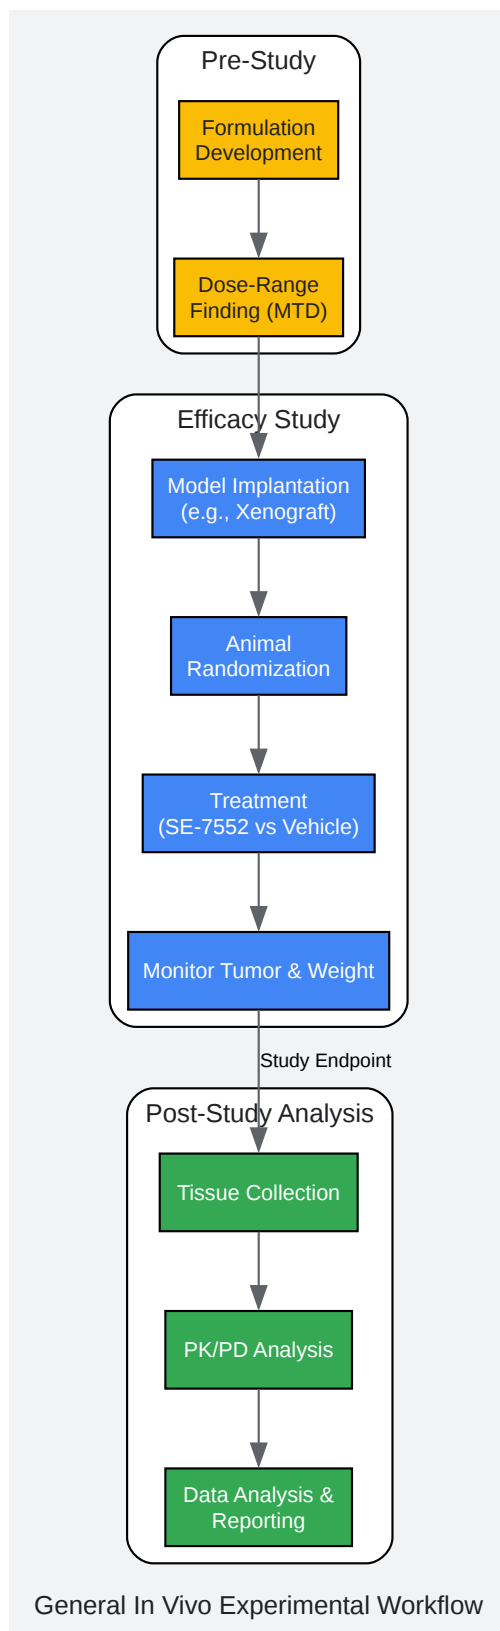 Pre-Study
Formulation
Development
Dose-Range
Finding (MTD)
Efficacy Study
Model Implantation
(e.g., Xenograft)
Animal
Randomization
Treatment
(SE-7552 vs Vehicle)
Monitor Tumor & Weight
Study Endpoint
Post-Study Analysis
Tissue Collection
PK/PD Analysis
Data Analysis &
Reporting
General In Vivo Experimental Workflow